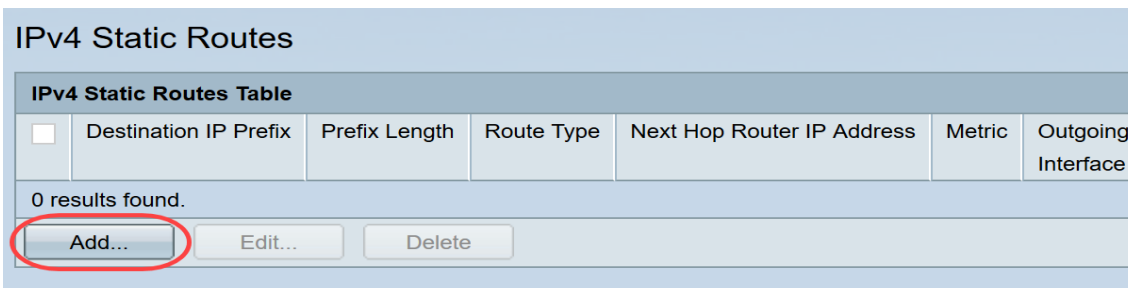 IPv4 Static Routes
IPv4 Static Routes Table
Destination IP Prefix Prefix Length Route Type Next Hop Router IP Address Metric Outgoing
Interface
0 results found.
Add... Edit... Delete